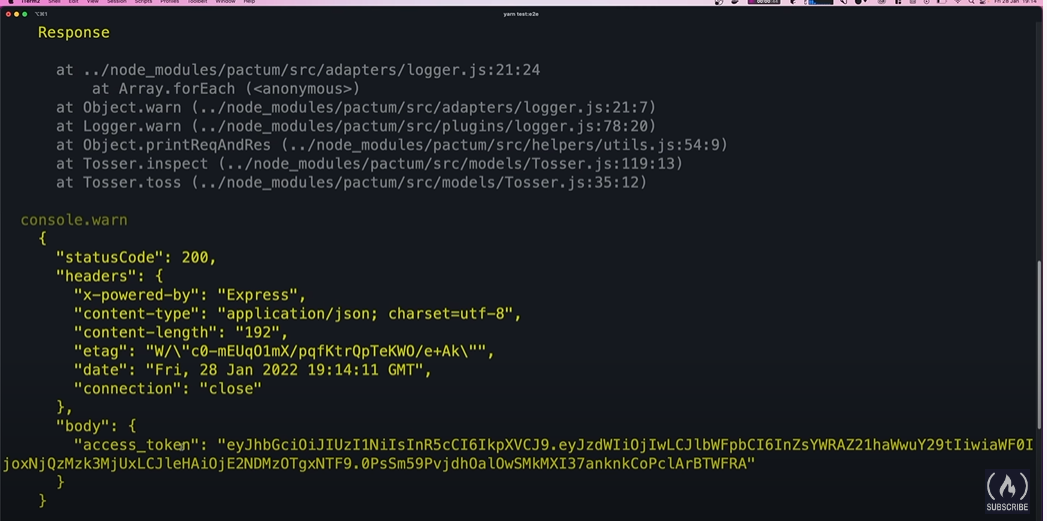 iTerm2 Shell Edit View Session Scripts Profiles Toolbelt Window Help
Fri 28 Jan 19:14
⌥⌘1
yarn test:e2e
Response
at ../node_modules/pactum/src/adapters/logger.js:21:24
at Array.forEach (<anonymous>)
at Object.warn (../node_modules/pactum/src/adapters/logger.js:21:7)
at Logger.warn (../node_modules/pactum/src/plugins/logger.js:78:20)
at Object.printReqAndRes (../node_modules/pactum/src/helpers/utils.js:54:9)
at Tosser.inspect (../node_modules/pactum/src/models/Tosser.js:119:13)
at Tosser.toss (../node_modules/pactum/src/models/Tosser.js:35:12)
console.warn
{
"statusCode": 200,
"headers": {
"x-powered-by": "Express",
"content-type": "application/json; charset=utf-8",
"content-length": "192",
"etag": "W/\"c0-mEUqO1mX/pqfKtrQpTeKWO/e+Ak\"",
"date": "Fri, 28 Jan 2022 19:14:11 GMT",
"connection": "close"
},
"body": {
"access_token": "eyJhbGciOiJIUzI1NiIsInR5cCI6IkpXVCJ9.eyJzdWIiOjIwLCJlbWFpbCI6InZsYWRAZ21haWwuY29tIiwiaWF0I
joxNjQzMzk3MjUxLCJleHAiOjE2NDMzOTgxNTF9.0PsSm59PvjdhOalOwSMkMXI37anknkCoPclArBTWFRA"
}
}
SUBSCRIBE